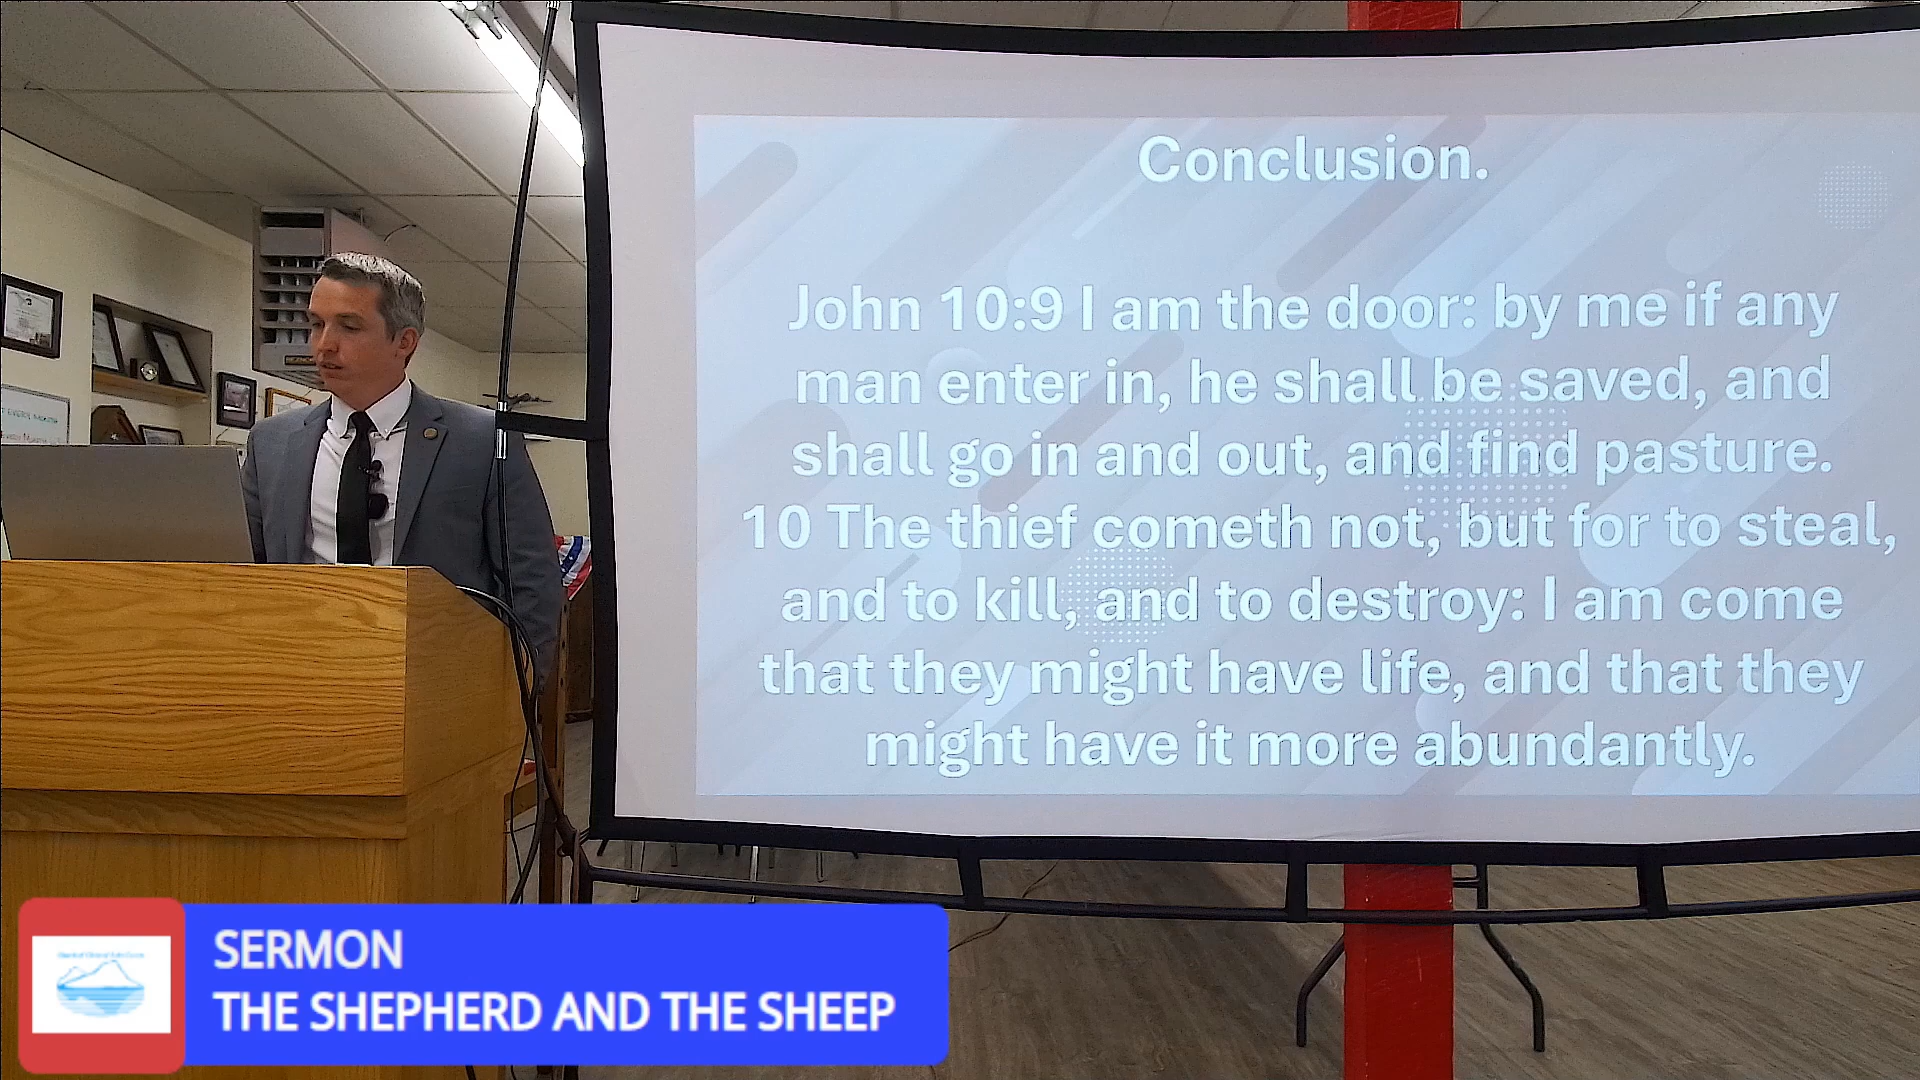 Conclusion.
John 10:9 I am the door: by me if any
man enter in, he shall be saved, and
shall go in and out, and find pasture.
10 The thief cometh not, but for to steal,
and to kill, and to destroy: I am come
that they might have life, and that they
might have it more abundantly.
SERMON
THE SHEPHERD AND THE SHEEP